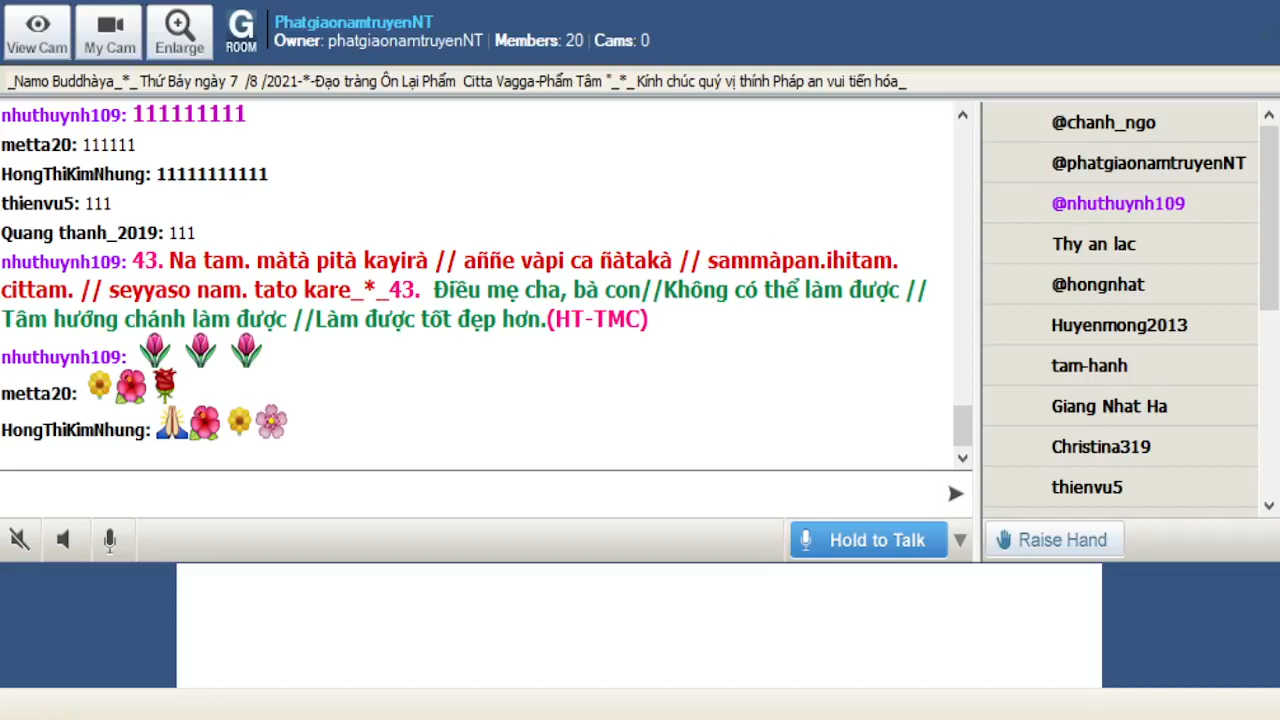 View Cam
My Cam
Enlarge
G
ROOM
PhatgiaonamtruyenNT
Owner: phatgiaonamtruyenNT | Members: 20 | Cams: 0
_Namo Buddhàya_*_ Thứ Bảy ngày 7 /8 /2021-*-Đạo tràng Ôn Lại Phẩm Citta Vagga-Phẩm Tâm "_*_ Kính chúc quý vị thính Pháp an vui tiến hóa_
nhuthuynh109: 111111111
metta20: 111111
HongThiKimNhung: 11111111111
thienvu5: 111
Quang thanh_2019: 111
nhuthuynh109: 43. Na tam. màtà pità kayirà // aññe vàpi ca ñàtakà // sammàpan.ihitam.
cittam. // seyyaso nam. tato kare_*_43. Điều mẹ cha, bà con//Không có thể làm được //
Tâm hướng chánh làm được //Làm được tốt đẹp hơn.(HT-TMC)
nhuthuynh109:
metta20:
HongThiKimNhung:
@chanh_ngo
@phatgiaonamtruyenNT
@nhuthuynh109
Thy an lac
@hongnhat
Huyenmong2013
tam-hanh
Giang Nhat Ha
Christina319
thienvu5
Hold to Talk
Raise Hand